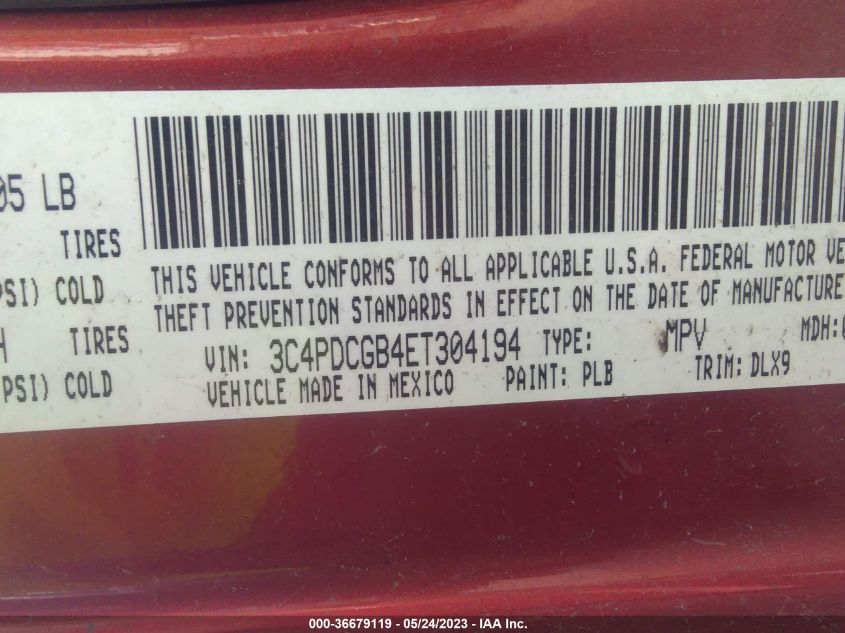 05 LB
TIRES
PSI) COLD
TIRES
PSI) COLD
THIS VEHICLE CONFORMS TO ALL APPLICABLE U.S.A. FEDERAL MOTOR VE
THEFT PREVENTION STANDARDS IN EFFECT ON THE DATE OF MANUFACTURE
VIN: 3C4PDCGB4ET304194 TYPE: MPV MDH:
VEHICLE MADE IN MEXICO PAINT: PLB TRIM: DLX9
000-36679119 - 05/24/2023 - IAA Inc.